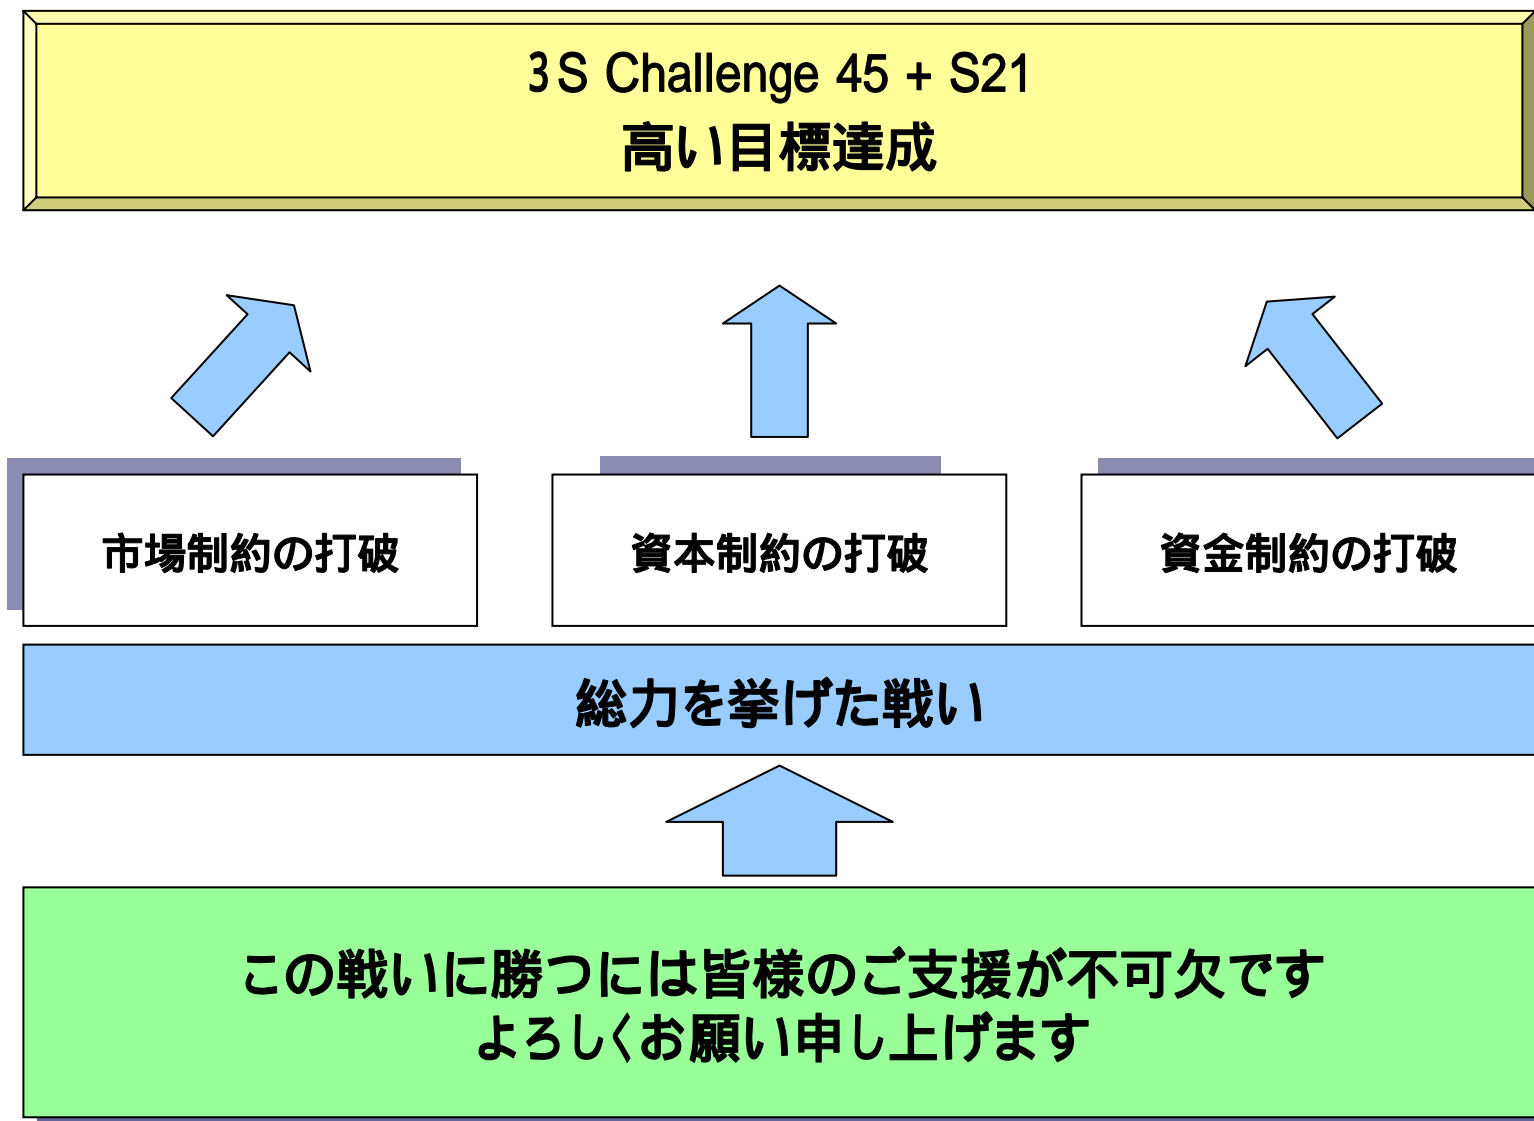 3S Challenge 45 + S21
高い目標達成
市場制約の打破
資本制約の打破
資金制約の打破
総力を挙げた戦い
この戦いに勝つには皆様のご支援が不可欠です
よろしくお願い申し上げます